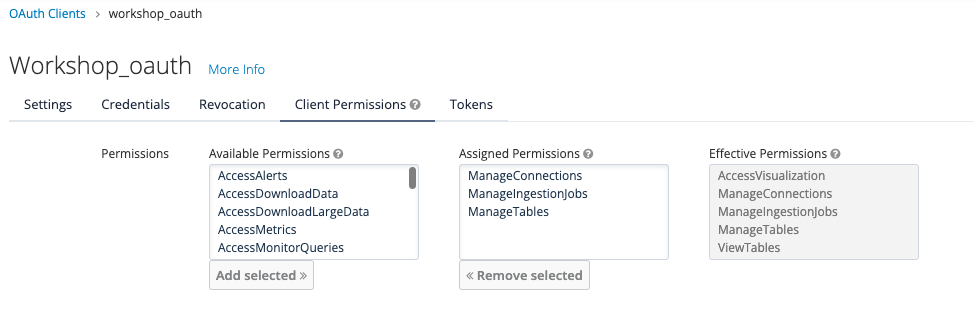 OAuth Clients > workshop_oauth
Workshop_oauth More Info
Settings Credentials Revocation Client Permissions ? Tokens
Permissions
Available Permissions ?
AccessAlerts
AccessDownloadData
AccessDownloadLargeData
AccessMetrics
AccessMonitorQueries
Add selected »
Assigned Permissions ?
ManageConnections
ManageIngestionJobs
ManageTables
« Remove selected
Effective Permissions ?
AccessVisualization
ManageConnections
ManageIngestionJobs
ManageTables
ViewTables